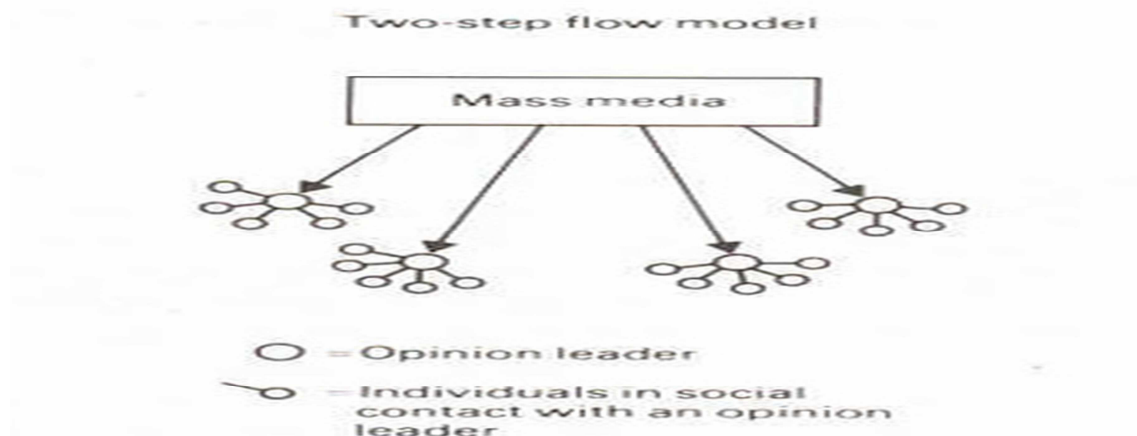 Two-step flow model
Mass media
= Opinion leader
= Individuals in social
contact with an opinion
leader